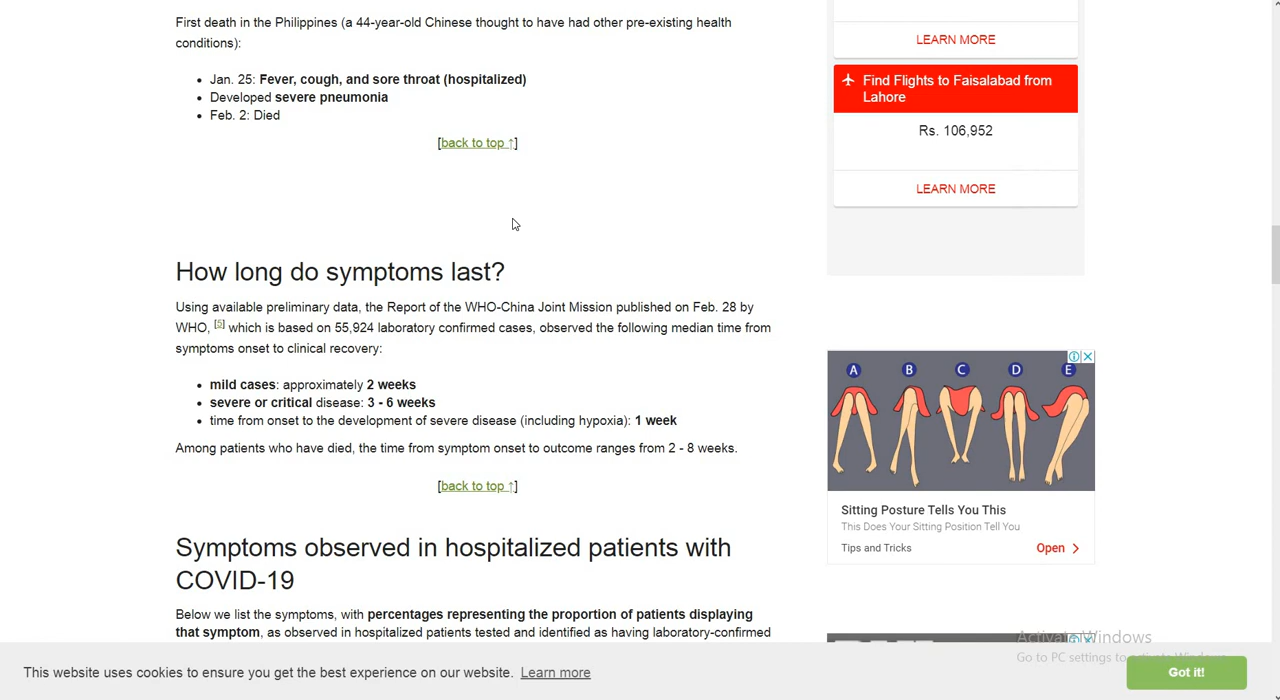 First death in the Philippines (a 44-year-old Chinese thought to have had other pre-existing health
conditions):
Jan. 25: Fever, cough, and sore throat (hospitalized)
Developed severe pneumonia
Feb. 2: Died
[back to top ↑]
How long do symptoms last?
Using available preliminary data, the Report of the WHO-China Joint Mission published on Feb. 28 by
WHO, [5] which is based on 55,924 laboratory confirmed cases, observed the following median time from
symptoms onset to clinical recovery:
mild cases: approximately 2 weeks
severe or critical disease: 3 - 6 weeks
time from onset to the development of severe disease (including hypoxia): 1 week
Among patients who have died, the time from symptom onset to outcome ranges from 2 - 8 weeks.
[back to top ↑]
Symptoms observed in hospitalized patients with
COVID-19
Below we list the symptoms, with percentages representing the proportion of patients displaying
that symptom, as observed in hospitalized patients tested and identified as having laboratory-confirmed
LEARN MORE
Find Flights to Faisalabad from
Lahore
Rs. 106,952
LEARN MORE
A B C D E
Sitting Posture Tells You This
This Does Your Sitting Position Tell You
Tips and Tricks
Open
Activate Windows
Go to PC settings to activate Windows.
This website uses cookies to ensure you get the best experience on our website. Learn more
Got it!